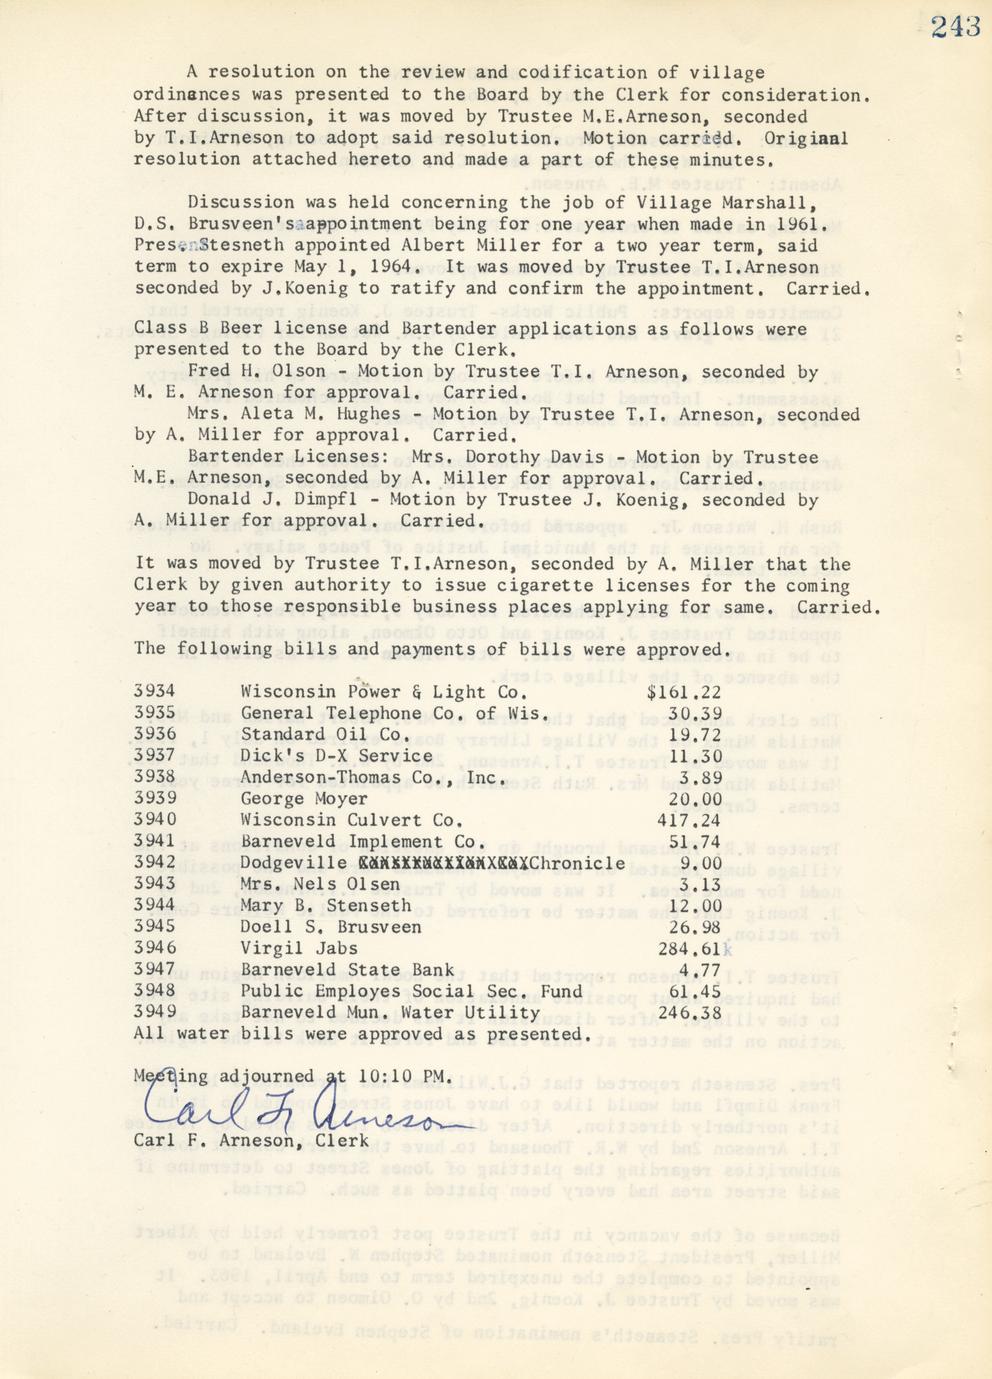 243
A resolution on the review and codification of village
ordinances was presented to the Board by the Clerk for consideration.
After discussion, it was moved by Trustee M.E.Arneson, seconded
by T.I.Arneson to adopt said resolution. Motion carried. Origiaal
resolution attached hereto and made a part of these minutes.
Discussion was held concerning the job of Village Marshall,
D.S. Brusveen's appointment being for one year when made in 1961.
Pres. Stesneth appointed Albert Miller for a two year term, said
term to expire May 1, 1964. It was moved by Trustee T.I.Arneson
seconded by J.Koenig to ratify and confirm the appointment. Carried.
Class B Beer license and Bartender applications as follows were
presented to the Board by the Clerk.
Fred H. Olson - Motion by Trustee T.I. Arneson, seconded by
M. E. Arneson for approval. Carried.
Mrs. Aleta M. Hughes - Motion by Trustee T.I. Arneson, seconded
by A. Miller for approval. Carried.
Bartender Licenses: Mrs. Dorothy Davis - Motion by Trustee
M.E. Arneson, seconded by A. Miller for approval. Carried.
Donald J. Dimpfl - Motion by Trustee J. Koenig, seconded by
A. Miller for approval. Carried.
It was moved by Trustee T.I.Arneson, seconded by A. Miller that the
Clerk by given authority to issue cigarette licenses for the coming
year to those responsible business places applying for same. Carried.
The following bills and payments of bills were approved.
3934 Wisconsin Power & Light Co. $161.22
3935 General Telephone Co. of Wis. 30.39
3936 Standard Oil Co. 19.72
3937 Dick's D-X Service 11.30
3938 Anderson-Thomas Co., Inc. 3.89
3939 George Moyer 20.00
3940 Wisconsin Culvert Co. 417.24
3941 Barneveld Implement Co. 51.74
3942 Dodgeville Chronicle 9.00
3943 Mrs. Nels Olsen 3.13
3944 Mary B. Stenseth 12.00
3945 Doell S. Brusveen 26.98
3946 Virgil Jabs 284.61
3947 Barneveld State Bank 4.77
3948 Public Employes Social Sec. Fund 61.45
3949 Barneveld Mun. Water Utility 246.38
All water bills were approved as presented.
Meeting adjourned at 10:10 PM.
Carl F. Arneson
Carl F. Arneson, Clerk